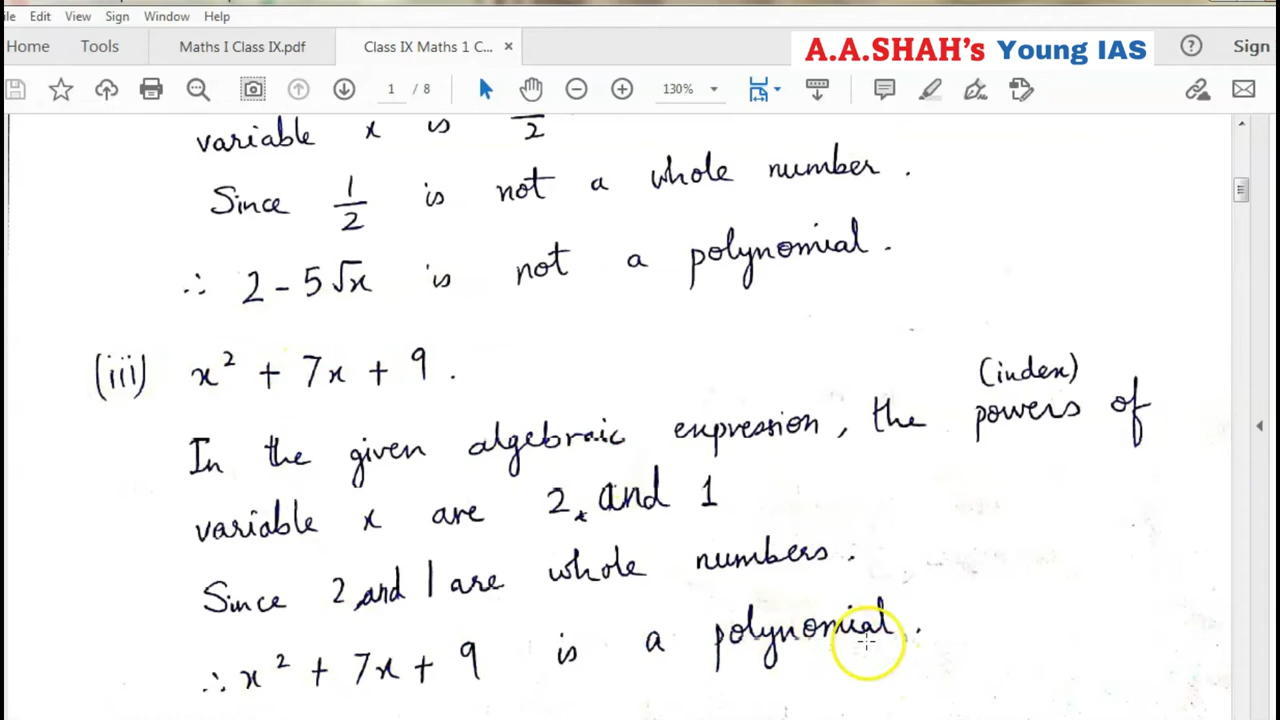 ile Edit View Sign Window Help
Home Tools Maths I Class IX.pdf Class IX Maths 1 C... × A.A.SHAH's Young IAS ? Sign
1 / 8 130%
variable x is /2
Since 1/2 is not a whole number.
∴ 2 - 5√x is not a polynomial.
(iii) x² + 7x + 9.
(index)
In the given algebraic expression, the powers of
variable x are 2 and 1
Since 2 and 1 are whole numbers.
∴ x² + 7x + 9 is a polynomial.